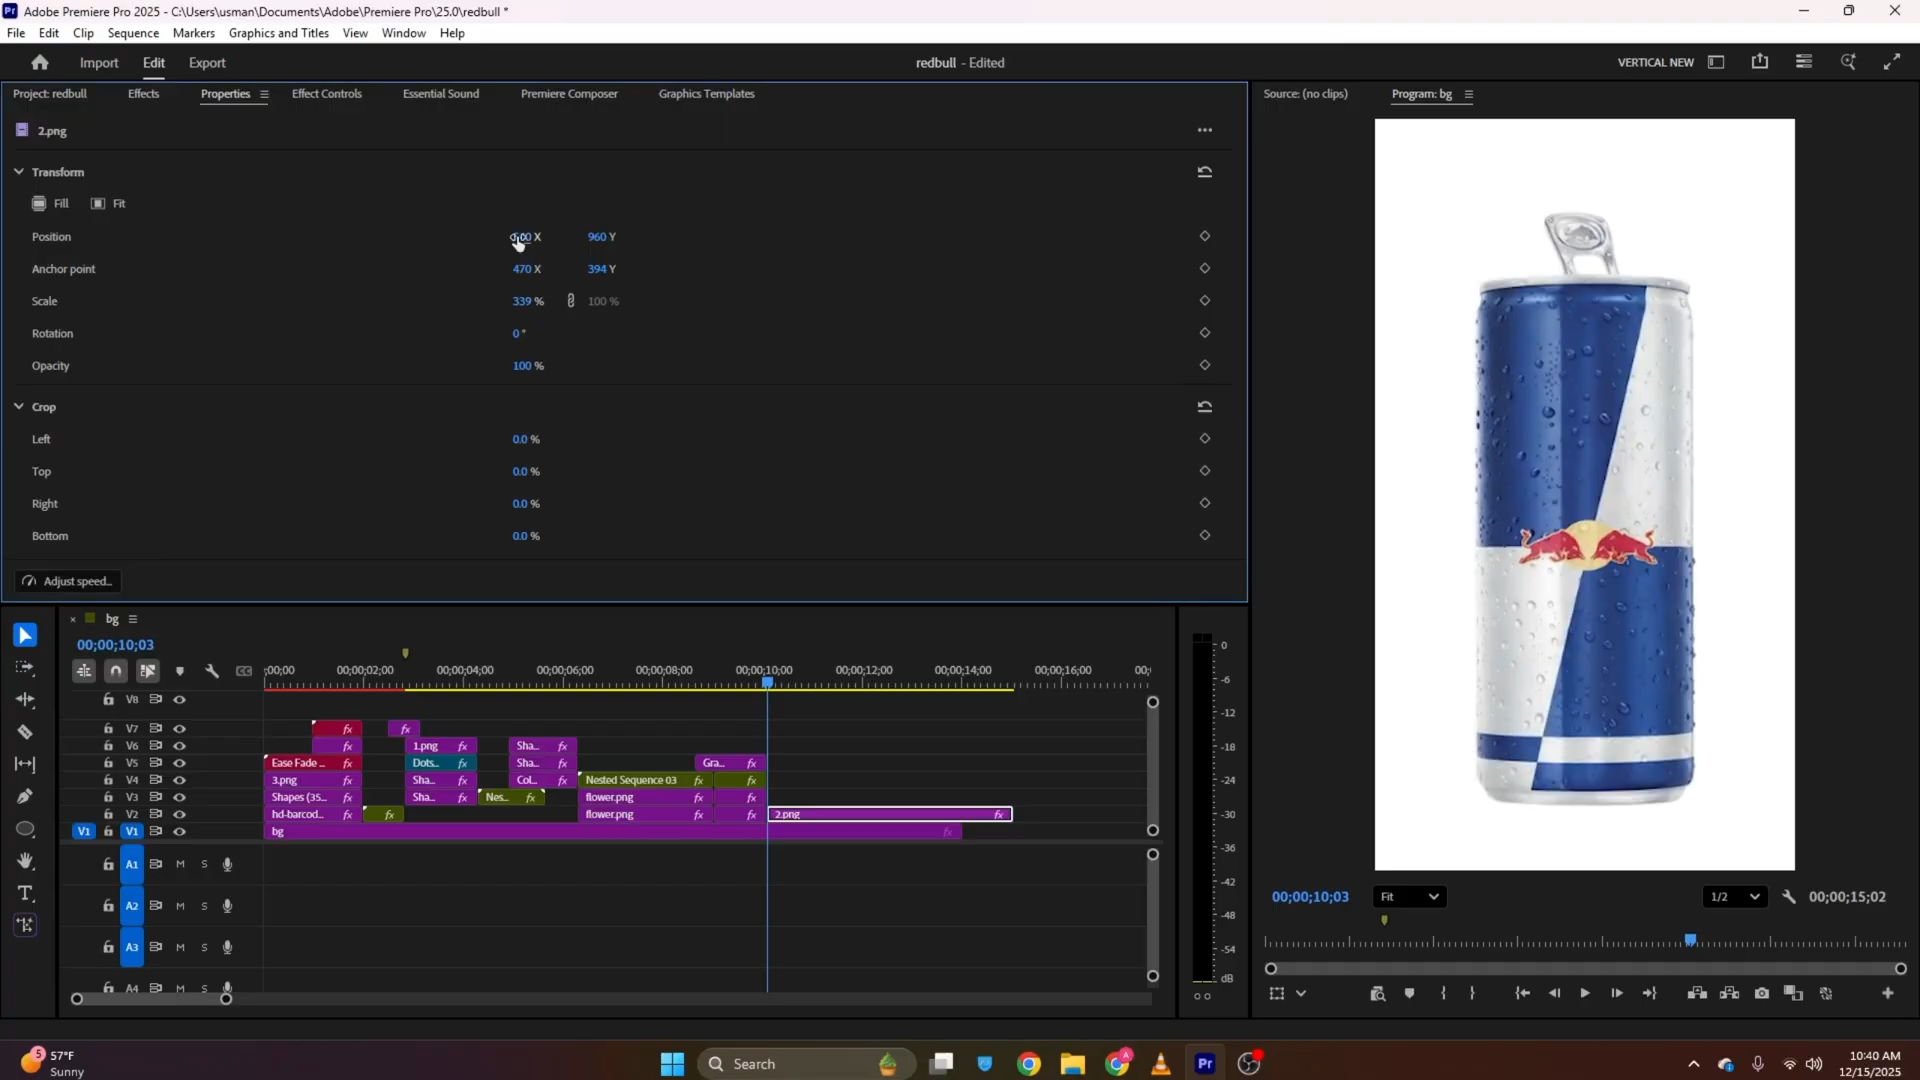 Adobe Premiere Pro 2025 - C:\Users\usman\Documents\Adobe\Premiere Pro\25.0\redbull *
File Edit Clip Sequence Markers Graphics and Titles View Window Help
Import Edit Export
redbull - Edited
VERTICAL NEW
Project: redbull Effects Properties Effect Controls Essential Sound Premiere Composer Graphics Templates
Source: (no clips) Program: bg
2.png
Transform
Fill Fit
Position X 960 Y
Anchor point 470 X 394 Y
Scale 339 % 100 %
Rotation 0 °
Opacity 100 %
Crop
Left 0.0 %
Top 0.0 %
Right 0.0 %
Bottom 0.0 %
Adjust speed...
bg
00;00;10;03
;00;00 00;00;02;00 00;00;04;00 00;00;06;00 00;00;08;00 00;00;10;00 00;00;12;00 00;00;14;00 00;00;16;00 00;
V8
V7 fx fx
V6 fx 1.png fx Sha... fx
V5 Ease Fade ... fx Dots... fx Sha... fx Gra... fx
V4 3.png fx Sha... fx Col... fx Nested Sequence 03 fx fx
V3 Shapes (35... fx Sha... fx Nes... fx flower.png fx fx
V2 hd-barcod... fx fx flower.png fx fx 2.png fx
V1 V1 bg fx
A1 M S
A2 M S
A3 M S
A4 M S
0
-6
-12
-18
-24
-30
-36
-42
-48
-54
dB
S S
00;00;10;03 Fit 1/2 00;00;15;02
5
57°F
Sunny
Search
A
Pr
10:40 AM
12/15/2025